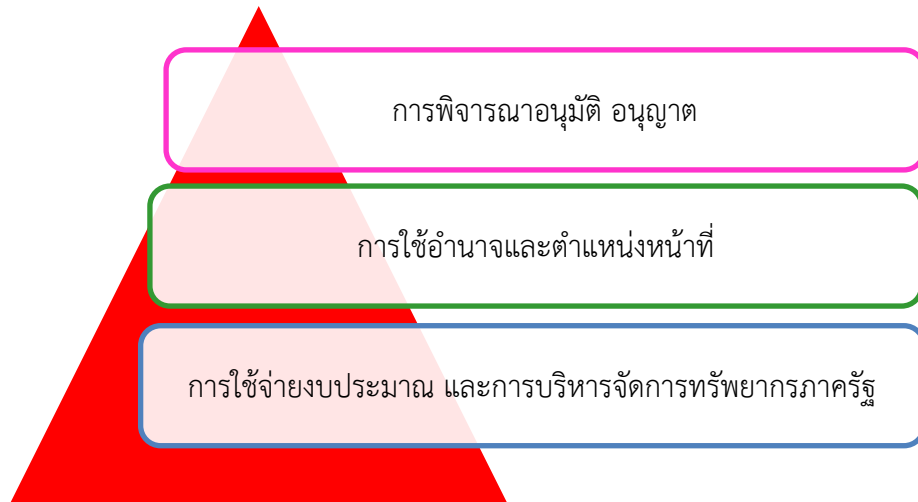 การพิจารณาอนุมัติ อนุญาต
การใช้อำนาจและตำแหน่งหน้าที่
การใช้จ่ายงบประมาณ และการบริหารจัดการทรัพยากรภาครัฐ